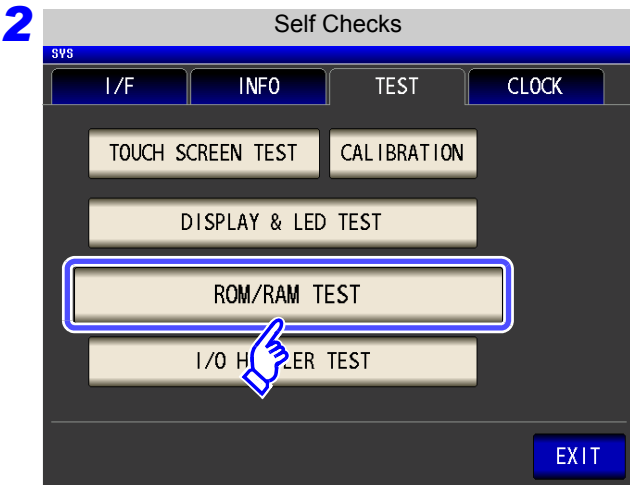 2
Self Checks
SYS
I/F INFO TEST CLOCK
TOUCH SCREEN TEST CALIBRATION
DISPLAY & LED TEST
ROM/RAM TEST
I/O TEST
EXIT